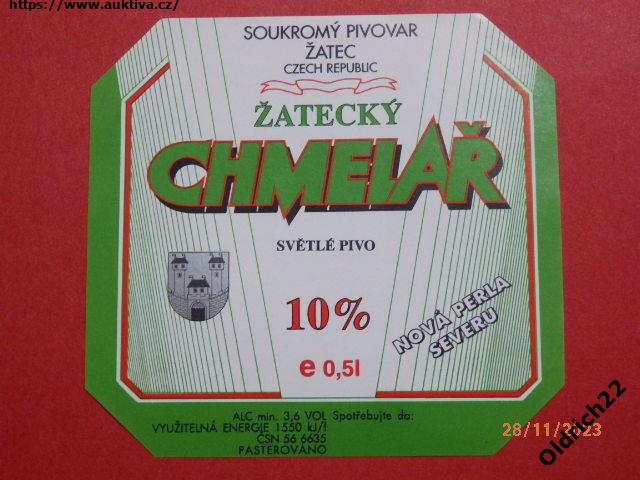 https://www.auktiva.cz/
SOUKROMÝ PIVOVAR
ŽATEC
CZECH REPUBLIC
ŽATECKÝ
CHMELAŘ
SVĚTLÉ PIVO
10%
NOVÁ PERLA
SEVERU
e 0,5l
ALC min. 3,6 VOL Spotřebujte do:
VYUŽITELNÁ ENERGIE 1550 kJ/l
ČSN 56 6635
PASTEROVÁNO
28/11/2023
Oldrich22